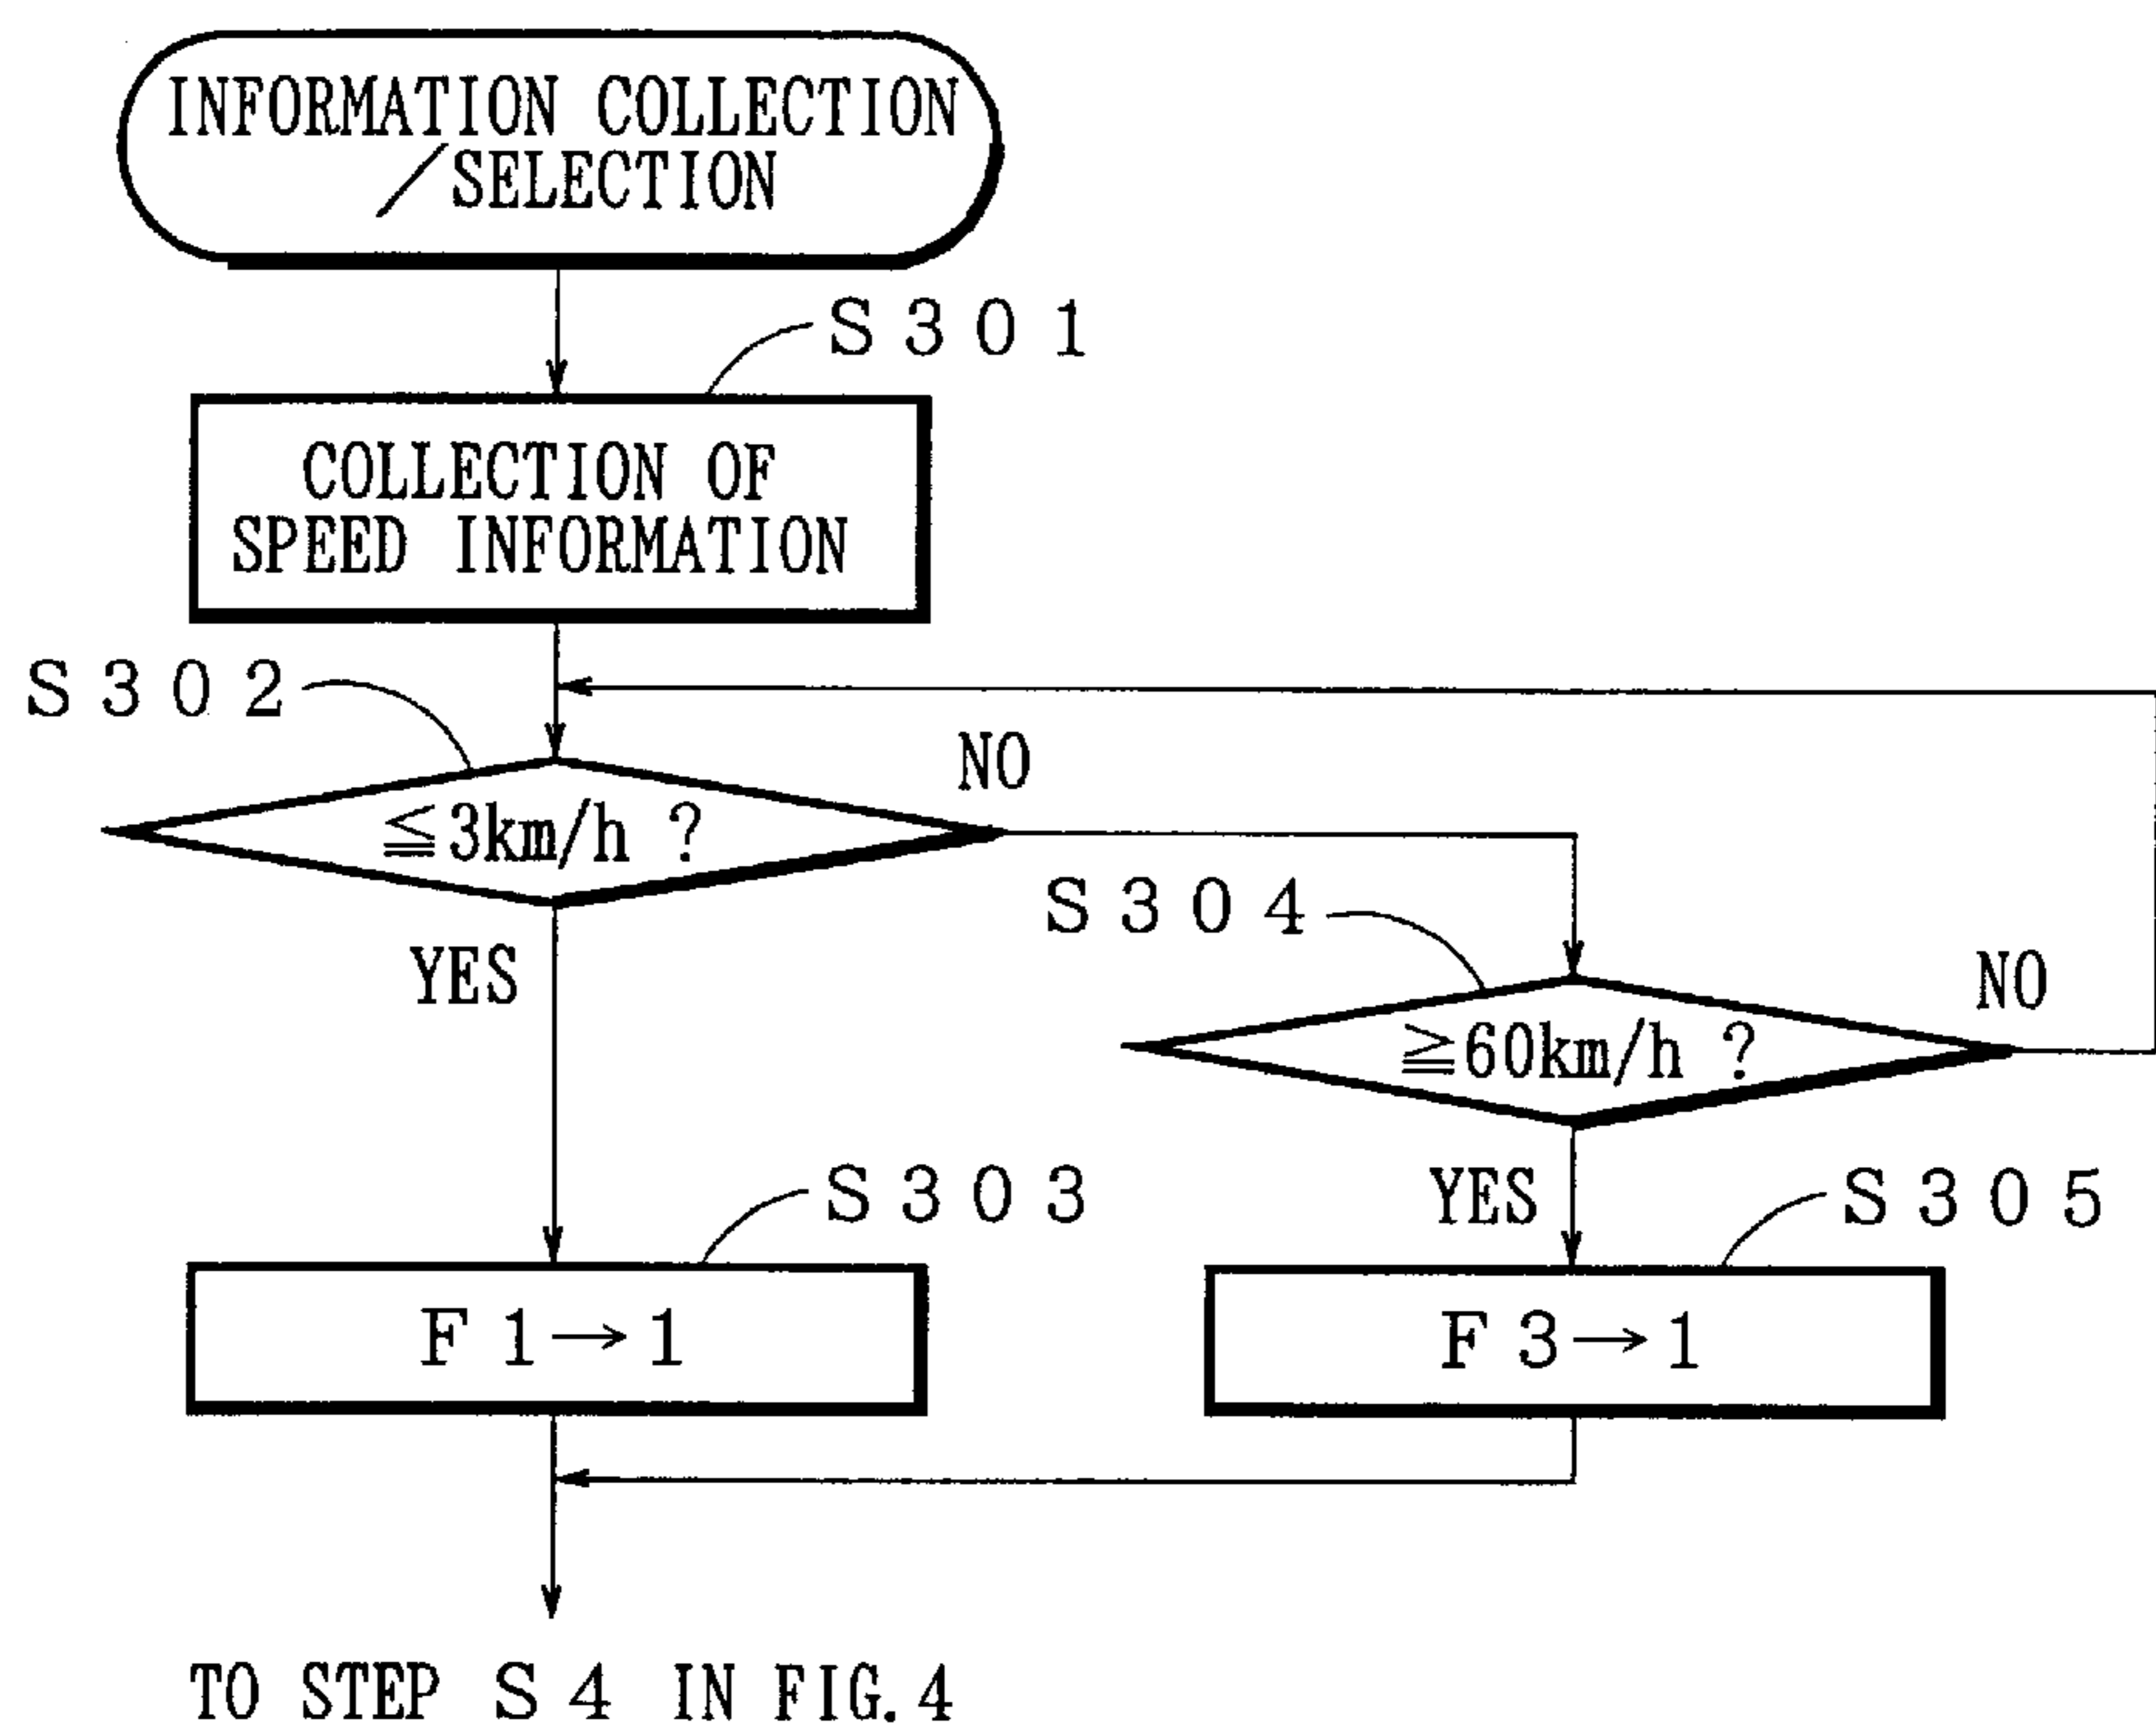 INFORMATION COLLECTION
/SELECTION
S301
COLLECTION OF
SPEED INFORMATION
S302
NO
≦3km/h ?
S304
YES
NO
≧60km/h ?
S303
YES
S305
F1→1
F3→1
TO STEP S4 IN FIG.4